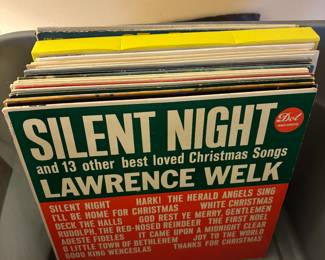 SILENT NIGHT
Dot
and 13 other best loved Christmas Songs
LAWRENCE WELK
SILENT NIGHT HARK! THE HERALD ANGELS SING
I'LL BE HOME FOR CHRISTMAS WHITE CHRISTMAS
DECK THE HALLS GOD REST YE MERRY, GENTLEMEN
RUDOLPH, THE RED-NOSED REINDEER THE FIRST NOEL
ADESTE FIDELES IT CAME UPON A MIDNIGHT CLEAR
O LITTLE TOWN OF BETHLEHEM JOY TO THE WORLD
GOOD KING WENCESLAS THANKS FOR CHRISTMAS